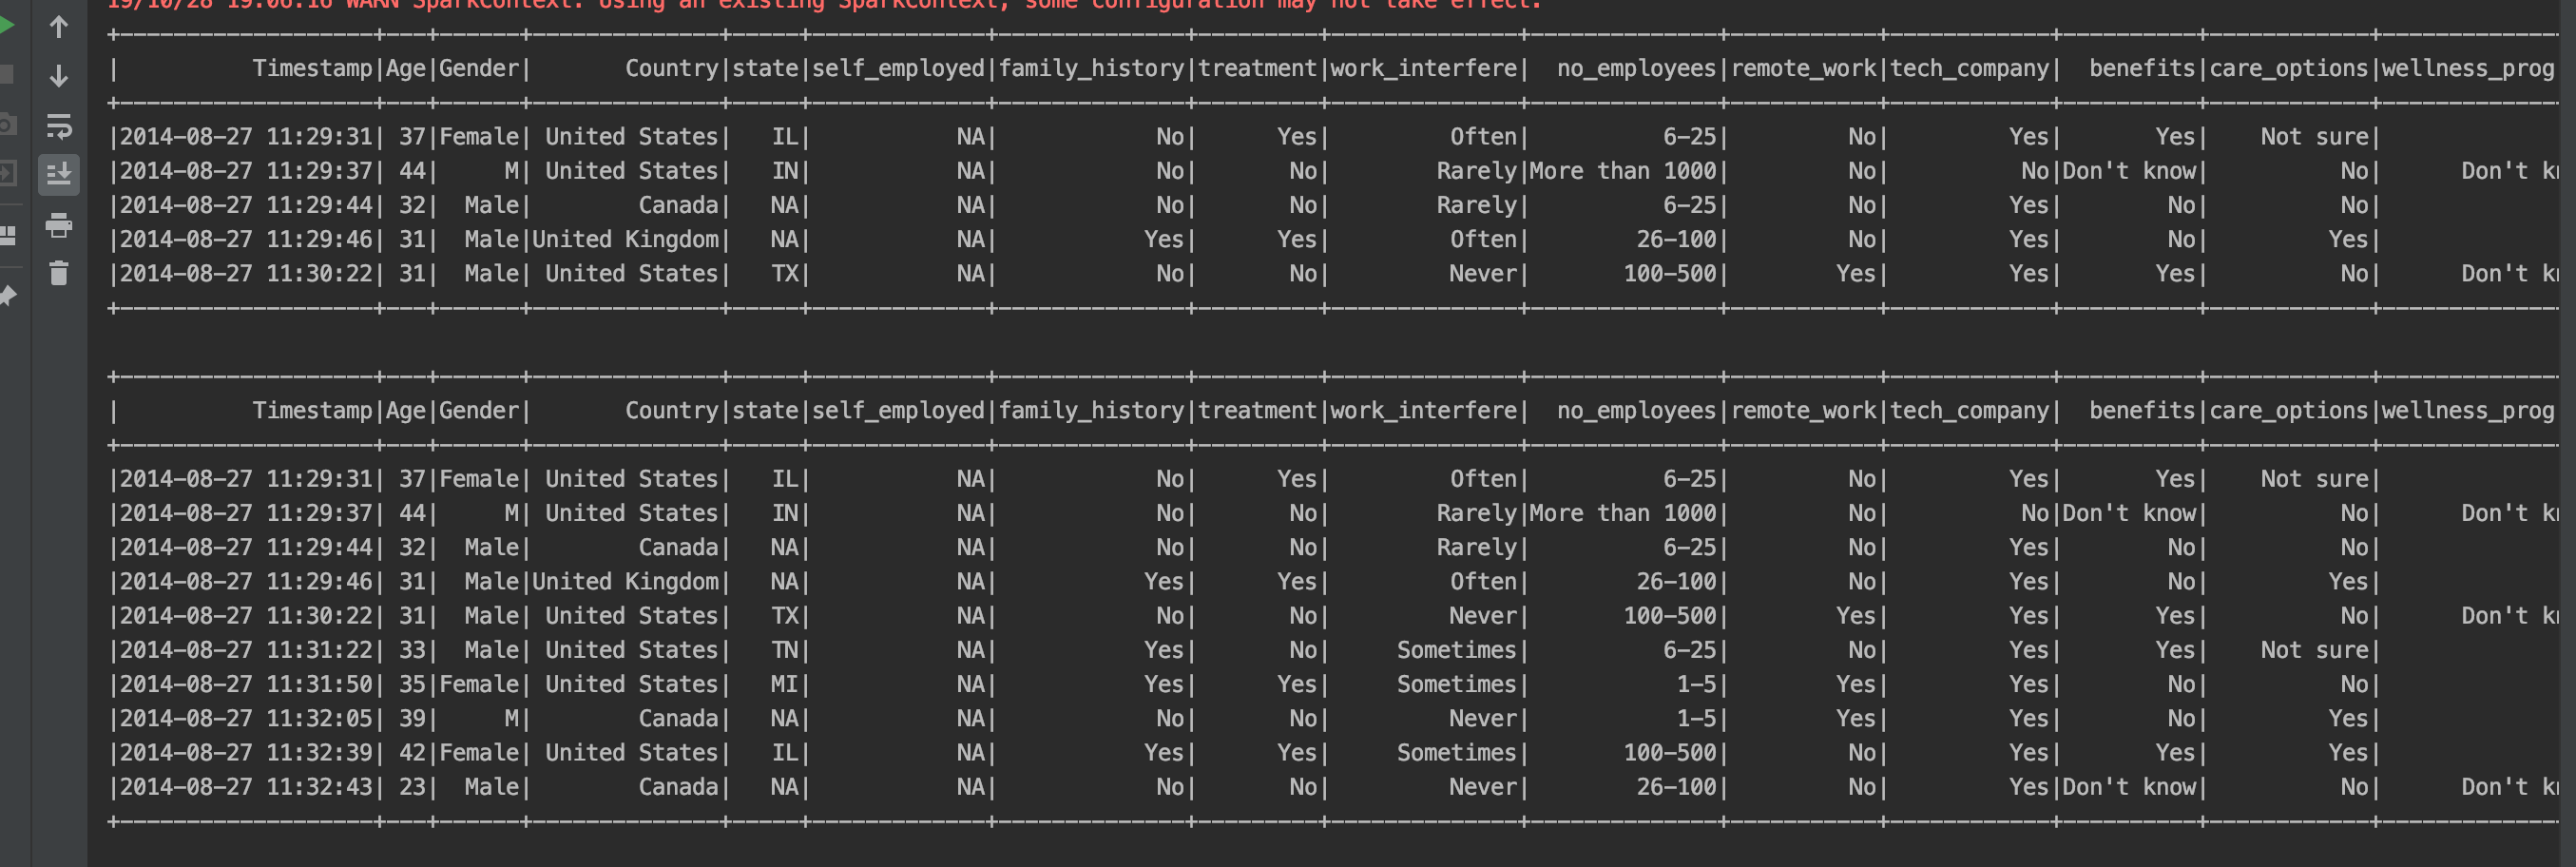 19/10/28 19:06:16 WARN SparkContext: Using an existing SparkContext; some configuration may not take effect.
+-------------------+---+------+--------------+-----+-------------+--------------+---------+--------------+--------------+-----------+------------+----------+------------+--------------
|          Timestamp|Age|Gender|       Country|state|self_employed|family_history|treatment|work_interfere|  no_employees|remote_work|tech_company|  benefits|care_options|wellness_prog
+-------------------+---+------+--------------+-----+-------------+--------------+---------+--------------+--------------+-----------+------------+----------+------------+--------------
|2014-08-27 11:29:31| 37|Female| United States|   IL|           NA|            No|      Yes|         Often|          6-25|         No|         Yes|       Yes|    Not sure|
|2014-08-27 11:29:37| 44|     M| United States|   IN|           NA|            No|       No|        Rarely|More than 1000|         No|          No|Don't know|          No|      Don't k
|2014-08-27 11:29:44| 32|  Male|        Canada|   NA|           NA|            No|       No|        Rarely|          6-25|         No|         Yes|        No|          No|
|2014-08-27 11:29:46| 31|  Male|United Kingdom|   NA|           NA|           Yes|      Yes|         Often|        26-100|         No|         Yes|        No|         Yes|
|2014-08-27 11:30:22| 31|  Male| United States|   TX|           NA|            No|       No|         Never|       100-500|        Yes|         Yes|       Yes|          No|      Don't k
+-------------------+---+------+--------------+-----+-------------+--------------+---------+--------------+--------------+-----------+------------+----------+------------+--------------
+-------------------+---+------+--------------+-----+-------------+--------------+---------+--------------+--------------+-----------+------------+----------+------------+--------------
|          Timestamp|Age|Gender|       Country|state|self_employed|family_history|treatment|work_interfere|  no_employees|remote_work|tech_company|  benefits|care_options|wellness_prog
+-------------------+---+------+--------------+-----+-------------+--------------+---------+--------------+--------------+-----------+------------+----------+------------+--------------
|2014-08-27 11:29:31| 37|Female| United States|   IL|           NA|            No|      Yes|         Often|          6-25|         No|         Yes|       Yes|    Not sure|
|2014-08-27 11:29:37| 44|     M| United States|   IN|           NA|            No|       No|        Rarely|More than 1000|         No|          No|Don't know|          No|      Don't k
|2014-08-27 11:29:44| 32|  Male|        Canada|   NA|           NA|            No|       No|        Rarely|          6-25|         No|         Yes|        No|          No|
|2014-08-27 11:29:46| 31|  Male|United Kingdom|   NA|           NA|           Yes|      Yes|         Often|        26-100|         No|         Yes|        No|         Yes|
|2014-08-27 11:30:22| 31|  Male| United States|   TX|           NA|            No|       No|         Never|       100-500|        Yes|         Yes|       Yes|          No|      Don't k
|2014-08-27 11:31:22| 33|  Male| United States|   TN|           NA|           Yes|       No|     Sometimes|          6-25|         No|         Yes|       Yes|    Not sure|
|2014-08-27 11:31:50| 35|Female| United States|   MI|           NA|           Yes|      Yes|     Sometimes|           1-5|        Yes|         Yes|        No|          No|
|2014-08-27 11:32:05| 39|     M|        Canada|   NA|           NA|            No|       No|         Never|           1-5|        Yes|         Yes|        No|         Yes|
|2014-08-27 11:32:39| 42|Female| United States|   IL|           NA|           Yes|      Yes|     Sometimes|       100-500|         No|         Yes|       Yes|         Yes|
|2014-08-27 11:32:43| 23|  Male|        Canada|   NA|           NA|            No|       No|         Never|        26-100|         No|         Yes|Don't know|          No|      Don't k
+-------------------+---+------+--------------+-----+-------------+--------------+---------+--------------+--------------+-----------+------------+----------+------------+--------------